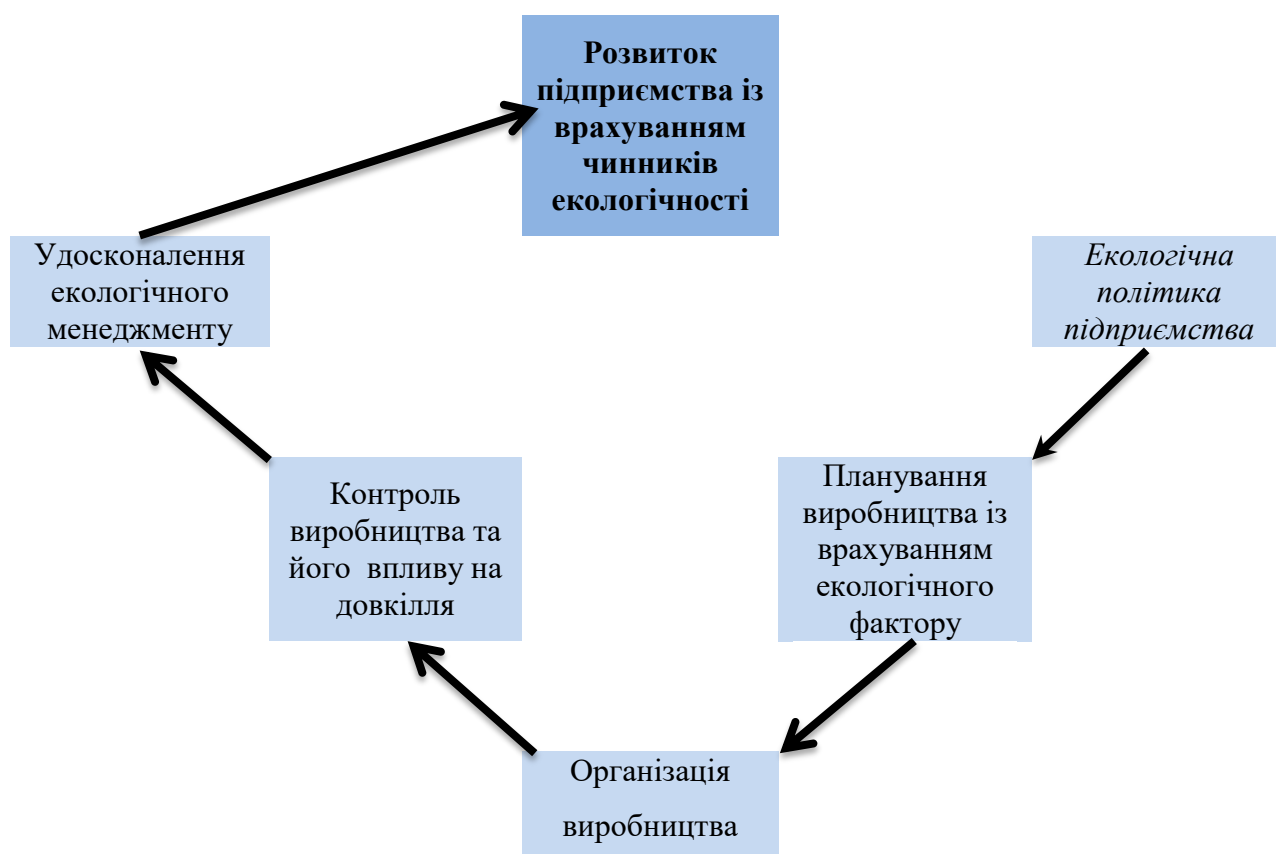 Розвиток
підприємства із
врахуванням
чинників
екологічності
Удосконалення
екологічного
менеджменту
Екологічна
політика
підприємства
Контроль
виробництва та
його впливу на
довкілля
Планування
виробництва із
врахуванням
екологічного
фактору
Організація
виробництва